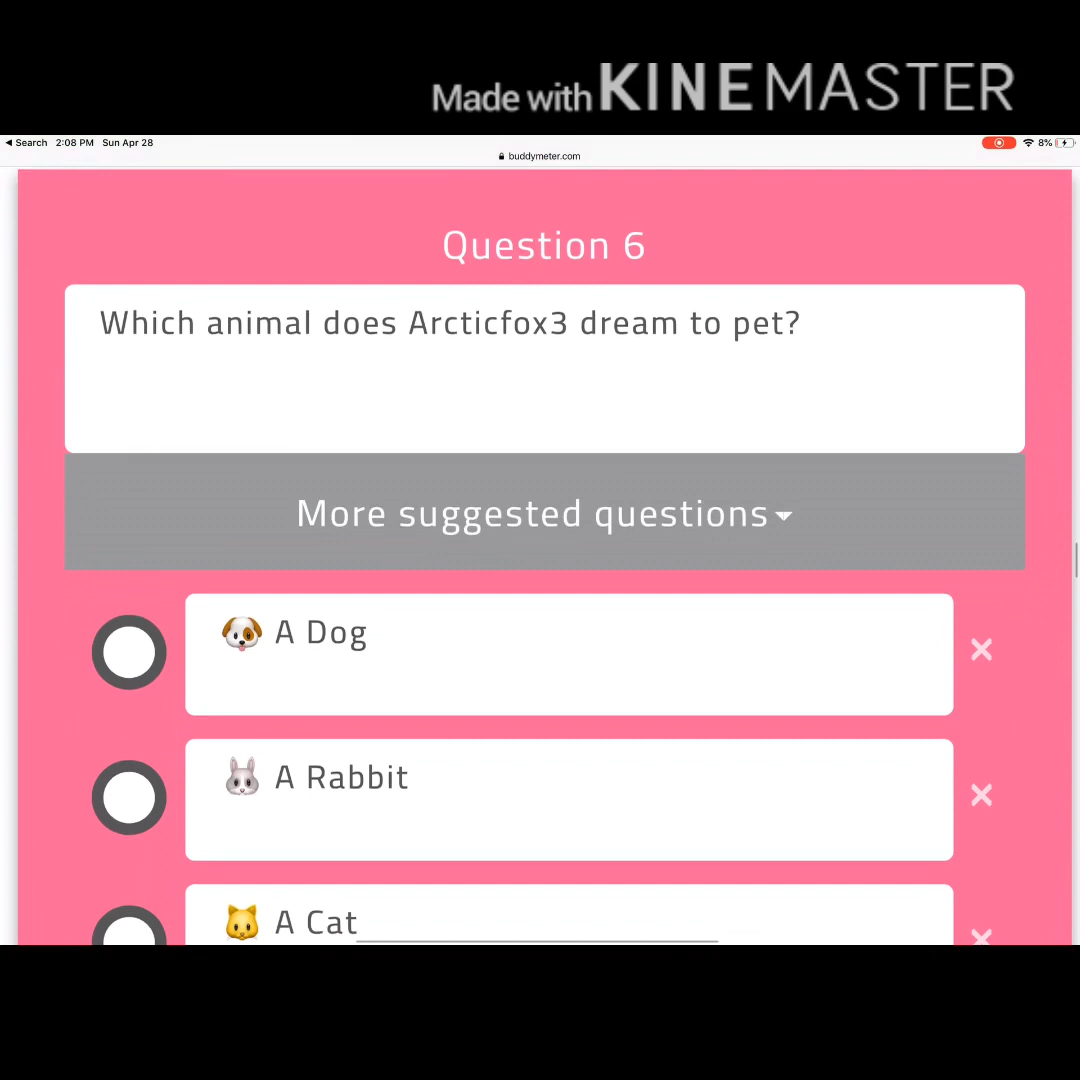 Made with KINEMASTER
Search 2:08 PM Sun Apr 28
8%
buddymeter.com
Question 6
Which animal does Arcticfox3 dream to pet?
More suggested questions
A Dog
A Rabbit
A Cat